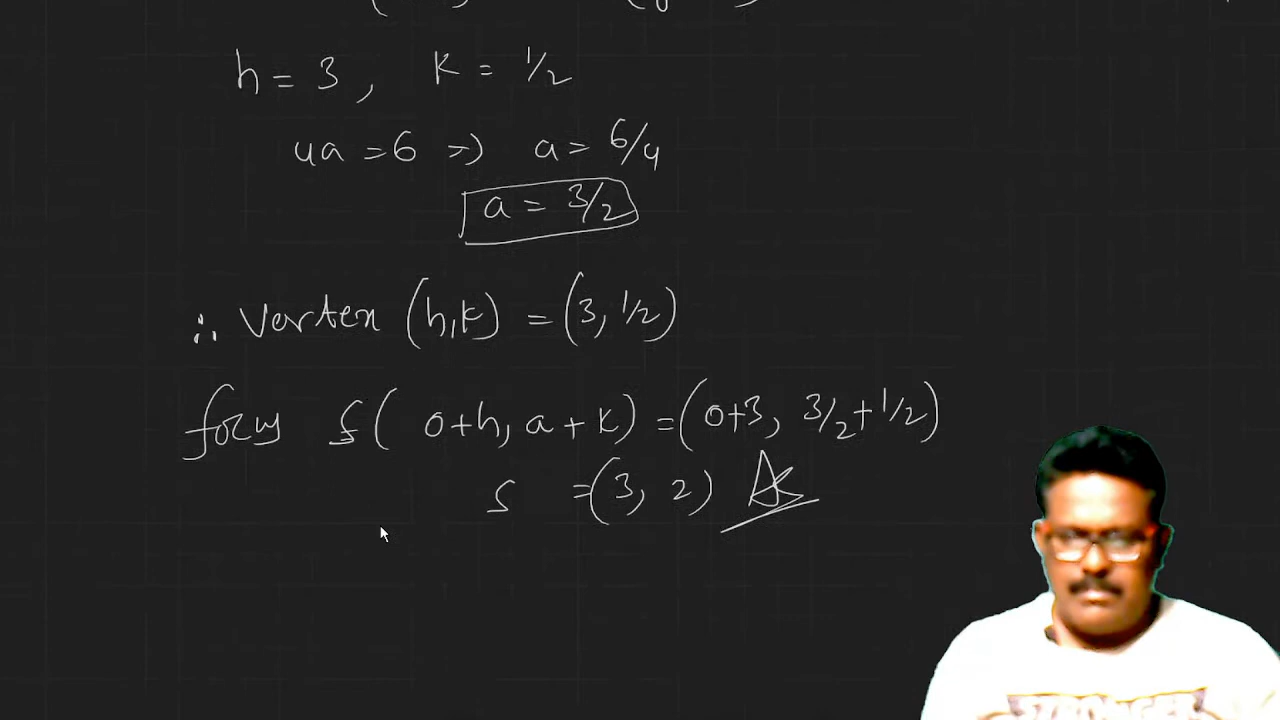 h = 3, k = 1/2
4a = 6 => a = 6/4
a = 3/2
∴ Vertex (h,k) = (3, 1/2)
focus S( 0+h, a+k) = (0+3, 3/2+1/2)
S = (3, 2)
STRONGER